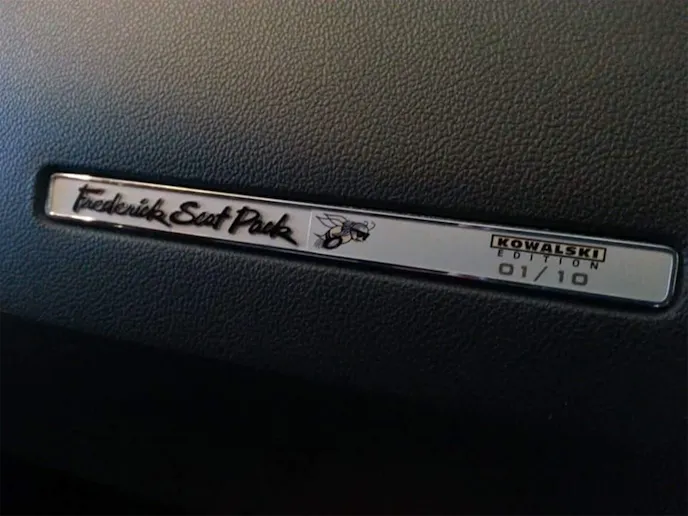 Frederick Scat Pack
KOWALSKI
EDITION
01/10